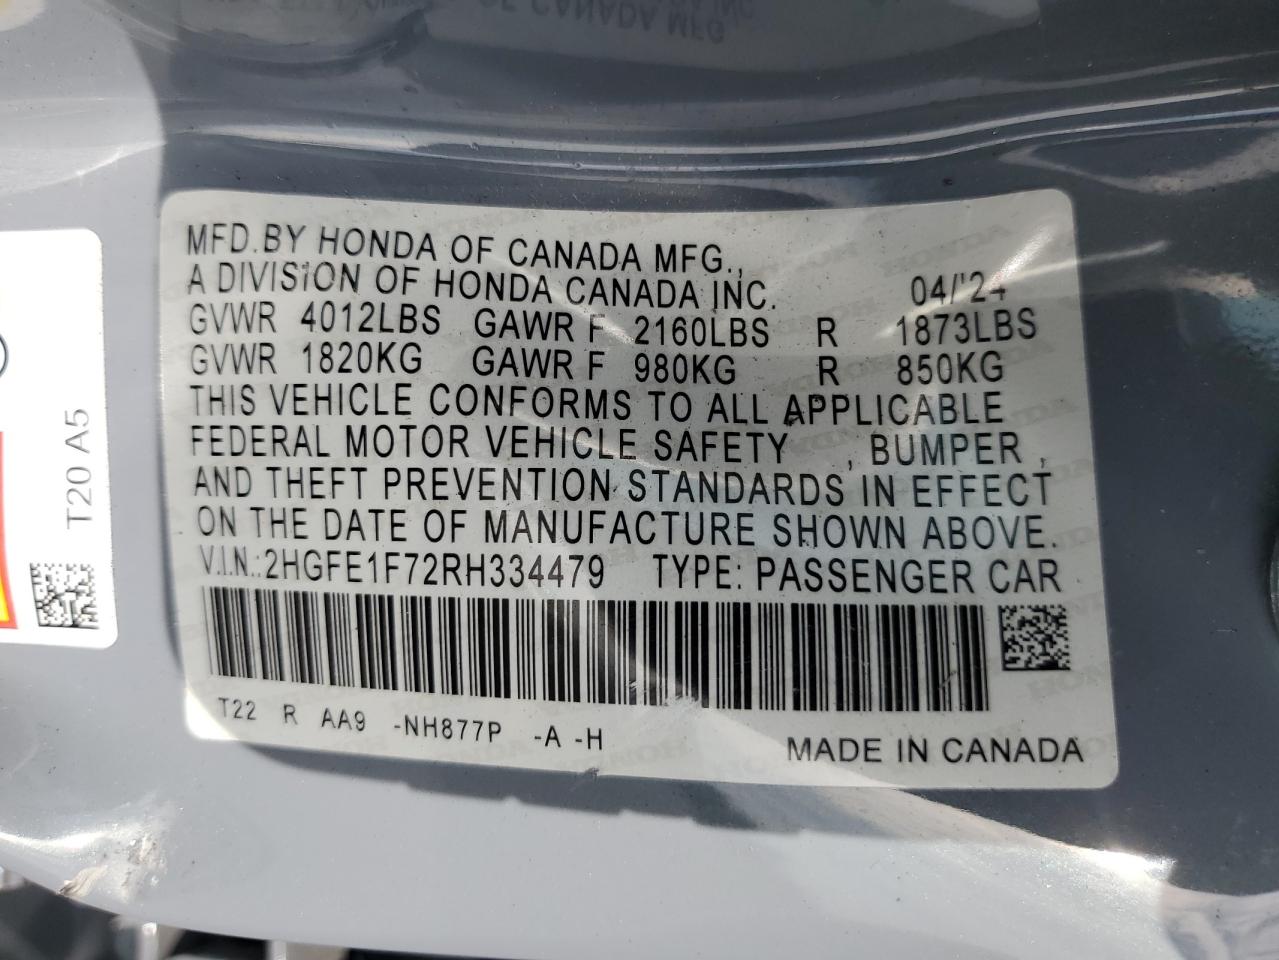 MFD.BY HONDA OF CANADA MFG.,
A DIVISION OF HONDA CANADA INC. 04/'24
GVWR 4012LBS GAWR F 2160LBS R 1873LBS
GVWR 1820KG GAWR F 980KG R 850KG
THIS VEHICLE CONFORMS TO ALL APPLICABLE
FEDERAL MOTOR VEHICLE SAFETY , BUMPER ,
AND THEFT PREVENTION STANDARDS IN EFFECT
ON THE DATE OF MANUFACTURE SHOWN ABOVE.
V.I.N.:2HGFE1F72RH334479 TYPE: PASSENGER CAR
T22 R AA9 -NH877P -A -H
MADE IN CANADA
T20 A5